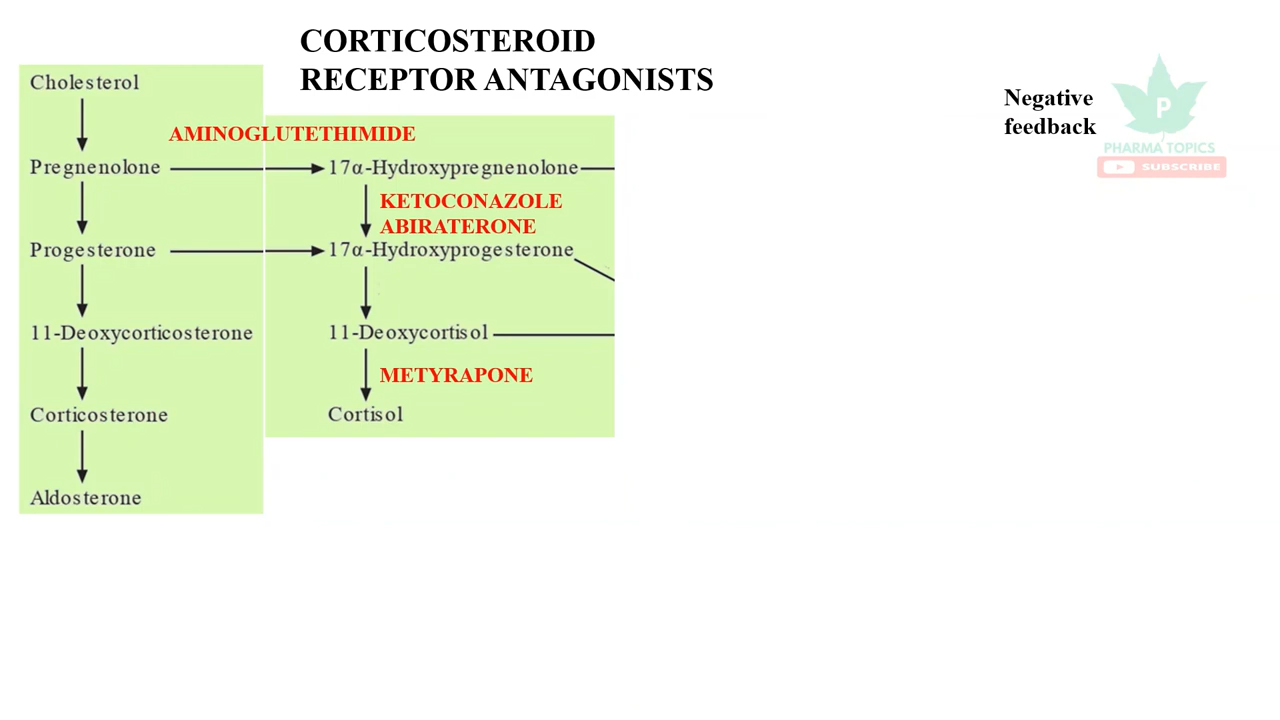 CORTICOSTEROID
RECEPTOR ANTAGONISTS
Negative
feedback
P
PHARMA TOPICS
SUBSCRIBE
Cholesterol
AMINOGLUTETHIMIDE
Pregnenolone
17α-Hydroxypregnenolone
KETOCONAZOLE
ABIRATERONE
Progesterone
17α-Hydroxyprogesterone
11-Deoxycorticosterone
11-Deoxycortisol
METYRAPONE
Corticosterone
Cortisol
Aldosterone